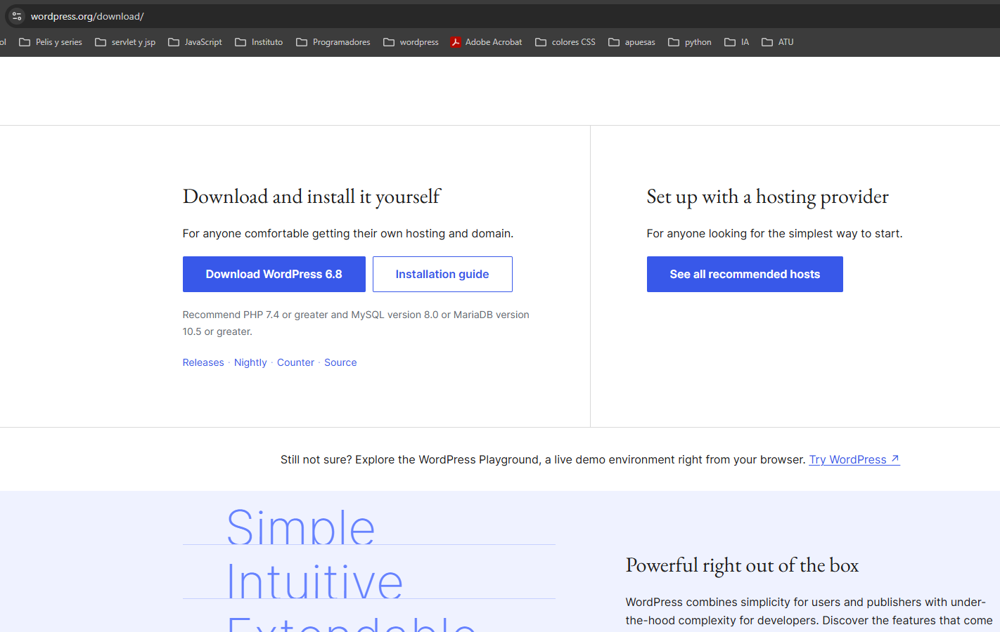 wordpress.org/download/
ol Pelis y series servlet y jsp JavaScript Instituto Programadores wordpress Adobe Acrobat colores CSS apuesas python IA ATU
Download and install it yourself
For anyone comfortable getting their own hosting and domain.
Download WordPress 6.8 Installation guide
Recommend PHP 7.4 or greater and MySQL version 8.0 or MariaDB version
10.5 or greater.
Releases · Nightly · Counter · Source
Set up with a hosting provider
For anyone looking for the simplest way to start.
See all recommended hosts
Still not sure? Explore the WordPress Playground, a live demo environment right from your browser. Try WordPress ↗
Simple
Intuitive
Extendable
Powerful right out of the box
WordPress combines simplicity for users and publishers with under-
the-hood complexity for developers. Discover the features that come